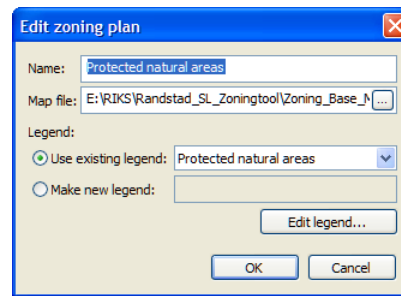 Edit zoning plan
Name: Protected natural areas
Map file: E:\RIKS\Randstad_SL_Zoningtool\Zoning_Base_M ...
Legend:
Use existing legend: Protected natural areas
Make new legend:
Edit legend...
OK Cancel